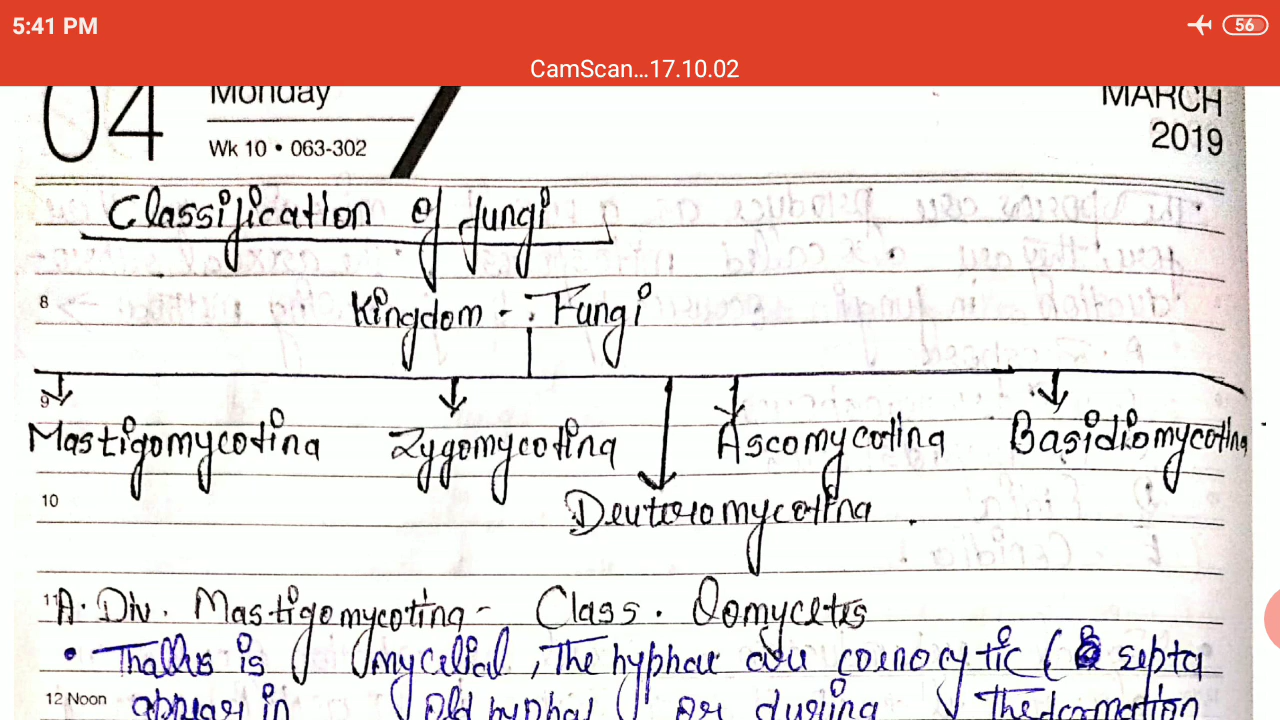 5:41 PM
56
CamScan...17.10.02
04 Monday MARCH
Wk 10 • 063-302 2019
Classification of fungi
8
Kingdom - : Fungi
9
Mastigomycotina Zygomycotina Ascomycotina Basidiomycotina
10
Deuteromycotina .
11
A. Div. Mastigomycotina - Class . Oomycetes
• Thallus is mycelial , The hyphae are coenocytic ( septa
12 Noon
appear in old hyphae or during The formation